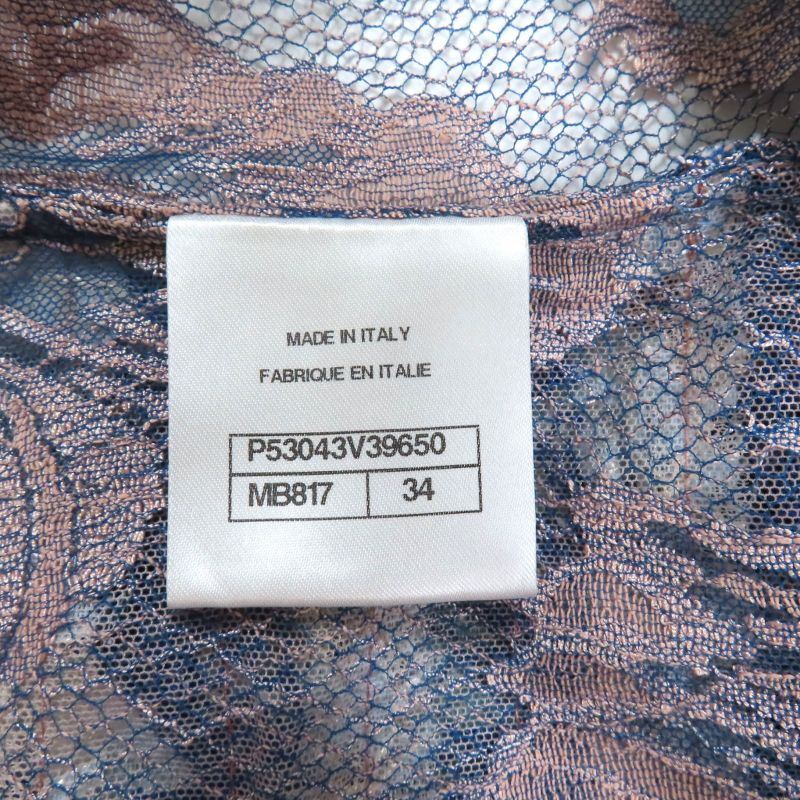 MADE IN ITALY
FABRIQUE EN ITALIE
P53043V39650
MB817 34